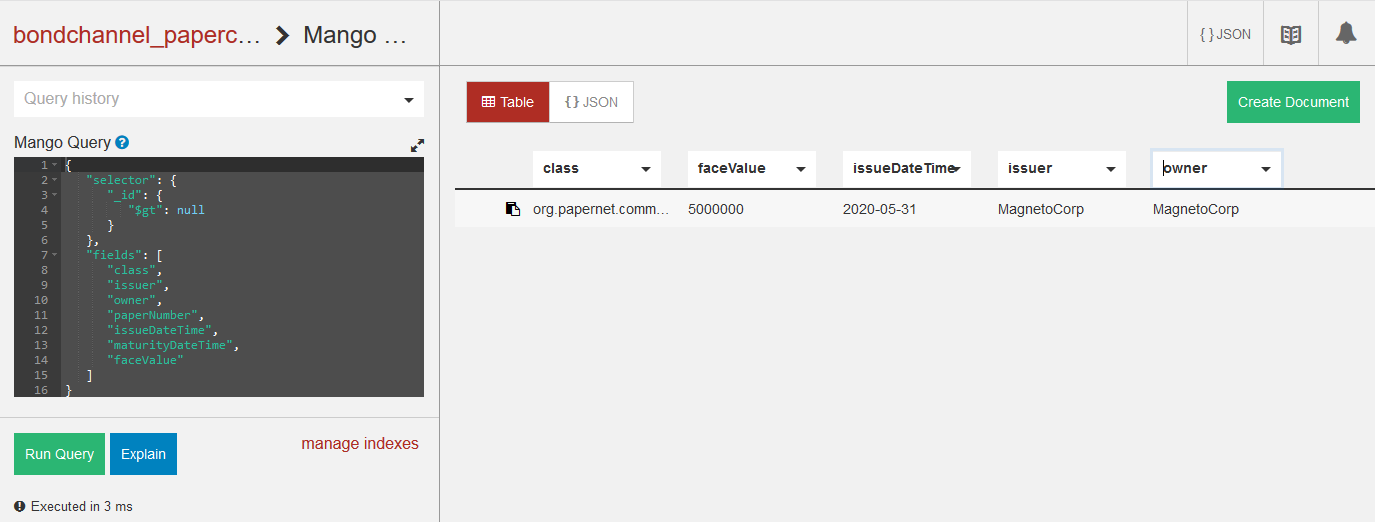 bondchannel_paperc... > Mango ...
{ } JSON
Query history
Mango Query ?
1 {
2 "selector": {
3 "_id": {
4 "$gt": null
5 }
6 },
7 "fields": [
8 "class",
9 "issuer",
10 "owner",
11 "paperNumber",
12 "issueDateTime",
13 "maturityDateTime",
14 "faceValue"
15 ]
16 }
Run Query
Explain
manage indexes
Executed in 3 ms
Table
{ } JSON
Create Document
class faceValue issueDateTime issuer owner
org.papernet.comm... 5000000 2020-05-31 MagnetoCorp MagnetoCorp